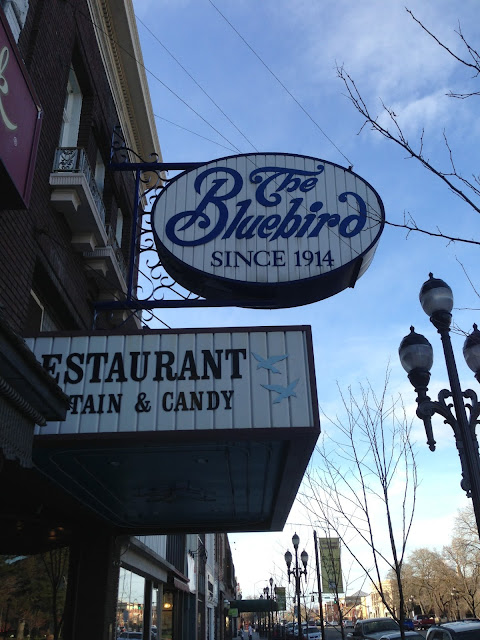 The
Bluebird
SINCE 1914
ESTAURANT
TAIN & CANDY